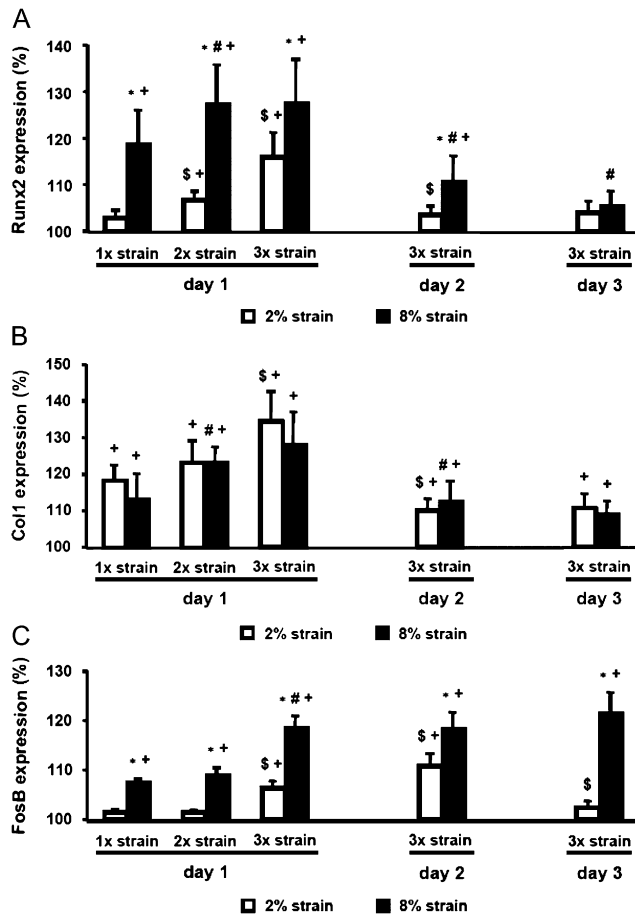 A
Runx2 expression (%)
140
130
120
110
100
* +
$ +
* # +
$ +
* +
$
* # +
#
1x strain 2x strain 3x strain 3x strain 3x strain
day 1 day 2 day 3
2% strain 8% strain
B
Col1 expression (%)
150
140
130
120
110
100
+ +
+ # +
$ + +
$ + # +
+ +
1x strain 2x strain 3x strain 3x strain 3x strain
day 1 day 2 day 3
2% strain 8% strain
C
FosB expression (%)
130
120
110
100
* +
* +
$ + * # +
$ + * +
$ * +
1x strain 2x strain 3x strain 3x strain 3x strain
day 1 day 2 day 3
2% strain 8% strain